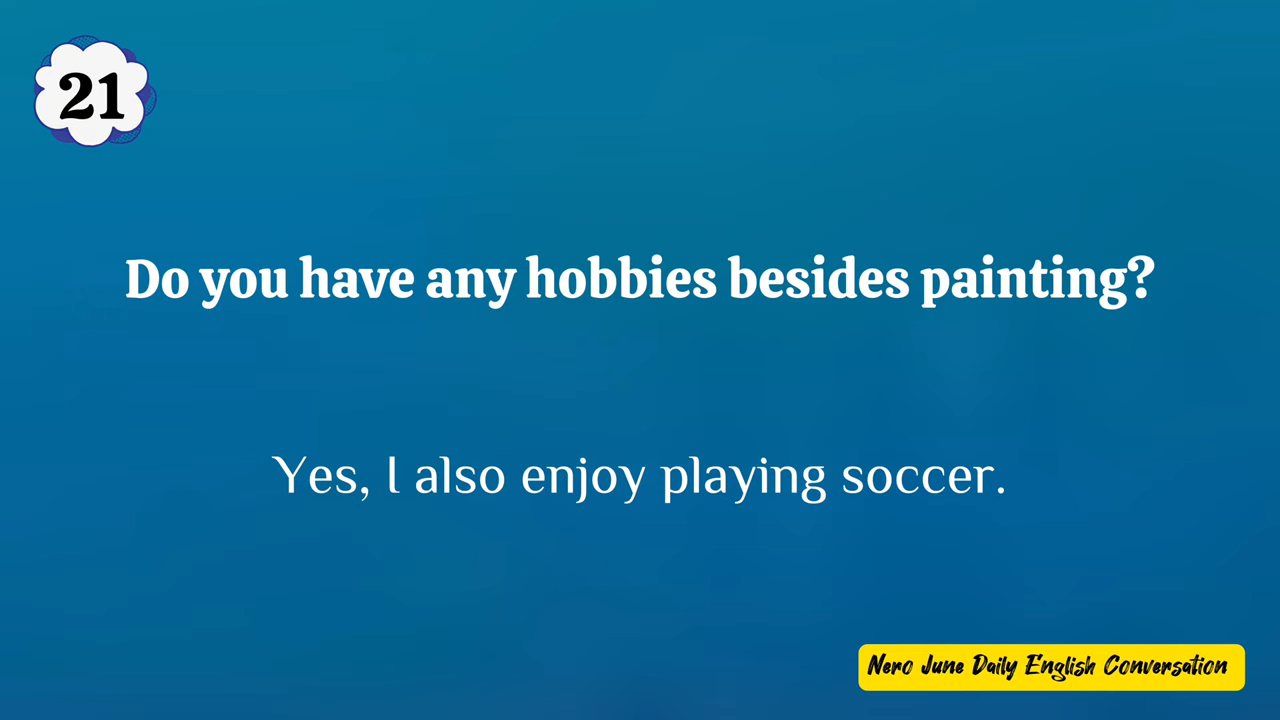 21
Do you have any hobbies besides painting?
Yes, I also enjoy playing soccer.
Nero June Daily English Conversation